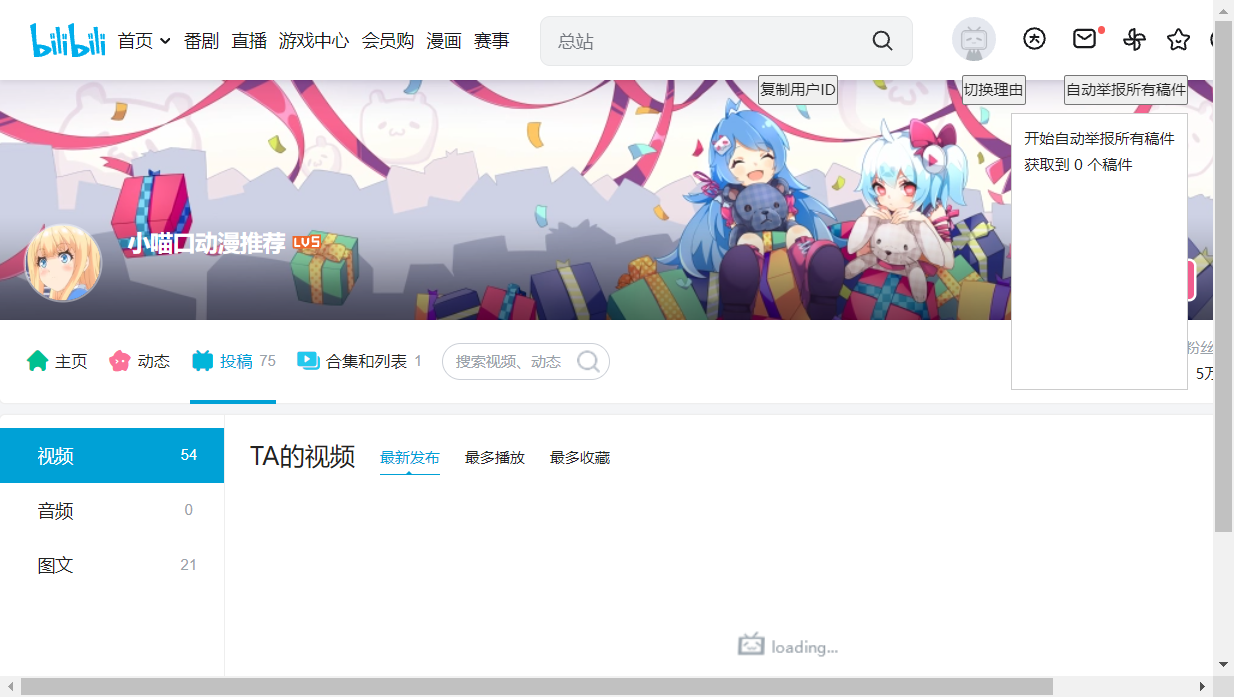 bilibili 首页 番剧 直播 游戏中心 会员购 漫画 赛事 总站
复制用户ID 切换理由 自动举报所有稿件
开始自动举报所有稿件
获取到 0 个稿件
小喵口动漫推荐 LV5
主页 动态 投稿 75 合集和列表 1 搜索视频、动态
粉丝
5万
视频 54
音频 0
图文 21
TA的视频 最新发布 最多播放 最多收藏
loading...